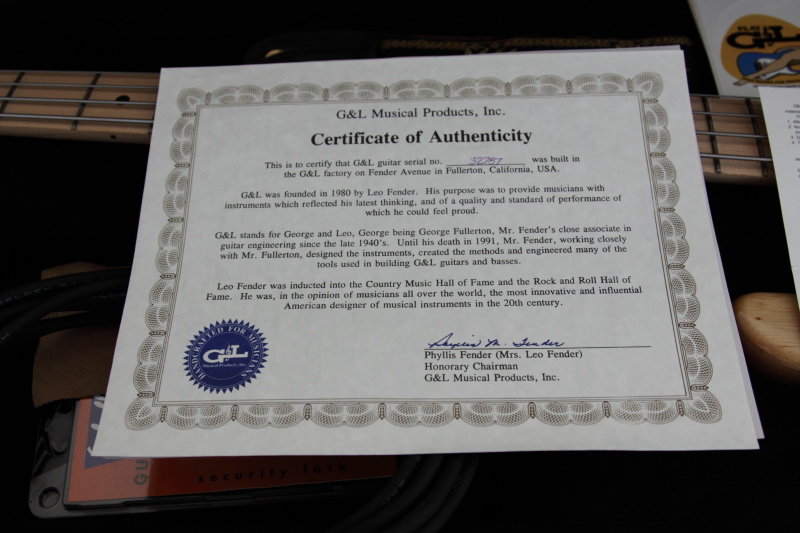 G&L Musical Products, Inc.
Certificate of Authenticity
This is to certify that G&L guitar serial no. 32757 was built in
the G&L factory on Fender Avenue in Fullerton, California, USA.
G&L was founded in 1980 by Leo Fender. His purpose was to provide musicians with
instruments which reflected his latest thinking, and of a quality and standard of performance of
which he could feel proud.
G&L stands for George and Leo, George being George Fullerton, Mr. Fender's close associate in
guitar engineering since the late 1940's. Until his death in 1991, Mr. Fender, working closely
with Mr. Fullerton, designed the instruments, created the methods and engineered many of the
tools used in building G&L guitars and basses.
Leo Fender was inducted into the Country Music Hall of Fame and the Rock and Roll Hall of
Fame. He was, in the opinion of musicians all over the world, the most innovative and influential
American designer of musical instruments in the 20th century.
HANDCRAFTED FOR MUSICIANS
G&L
Musical Products, Inc.
Phyllis M. Fender
Phyllis Fender (Mrs. Leo Fender)
Honorary Chairman
G&L Musical Products, Inc.
G&L
GU
security lock